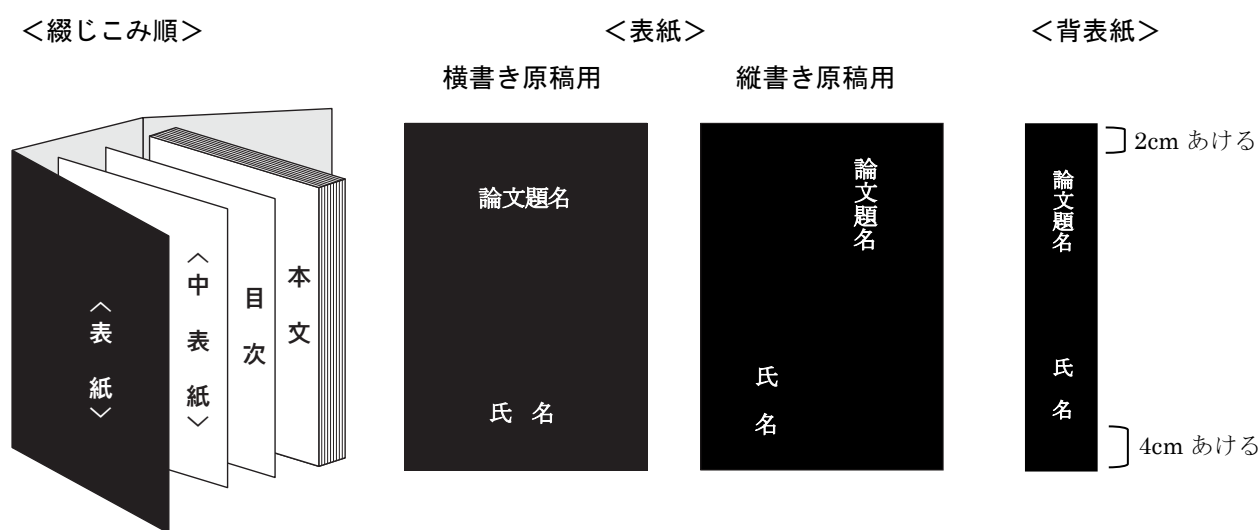 ＜綴じこみ順＞
＜表紙＞
＜背表紙＞
横書き原稿用
縦書き原稿用
〈表紙〉
〈中表紙〉
目次
本文
論文題名
氏 名
論文題名
氏 名
論文題名
氏 名
2cm あける
4cm あける